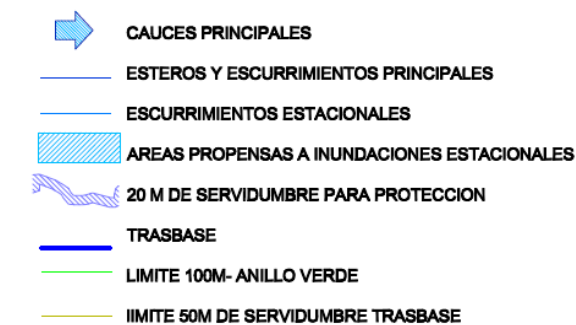 CAUCES PRINCIPALES
ESTEROS Y ESCURRIMIENTOS PRINCIPALES
ESCURRIMIENTOS ESTACIONALES
AREAS PROPENSAS A INUNDACIONES ESTACIONALES
20 M DE SERVIDUMBRE PARA PROTECCION
TRASBASE
LIMITE 100M- ANILLO VERDE
IIMITE 50M DE SERVIDUMBRE TRASBASE